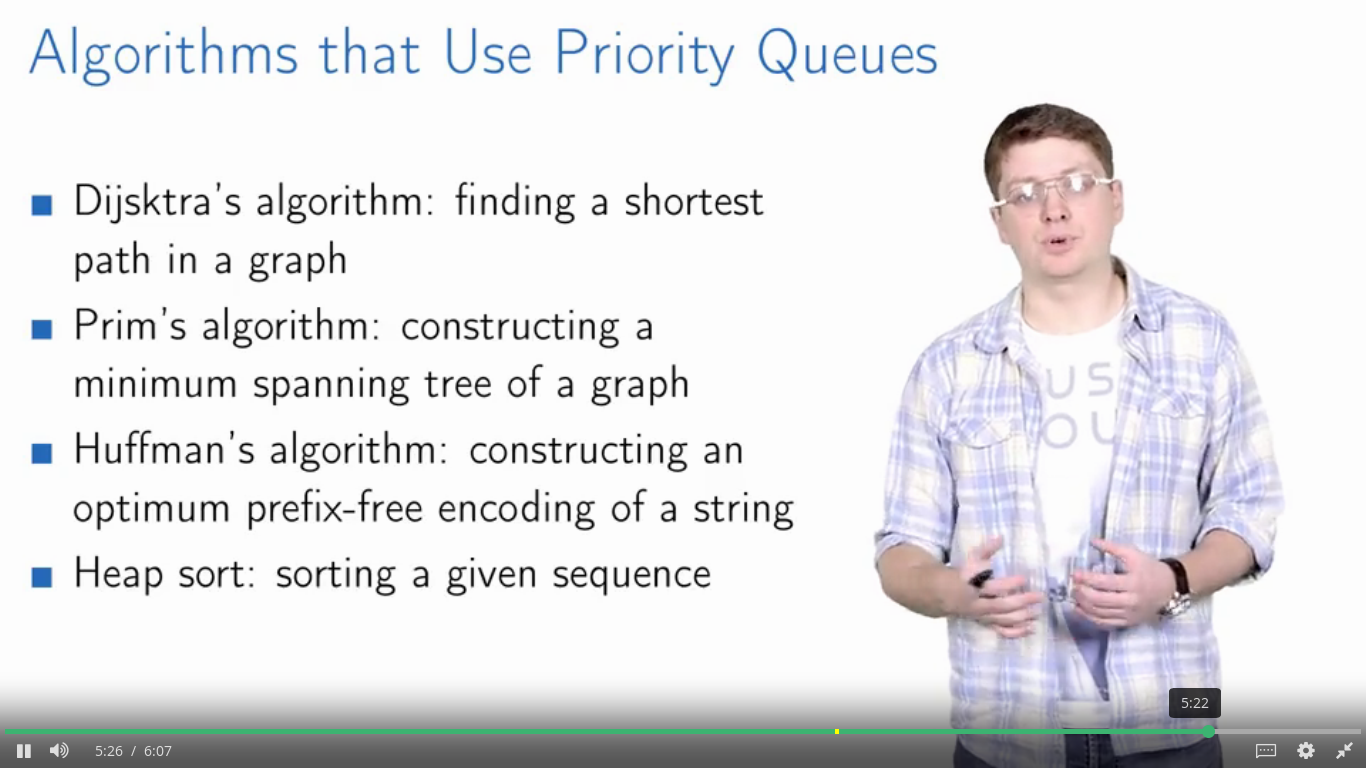 Algorithms that Use Priority Queues
Dijsktra's algorithm: finding a shortest
path in a graph
Prim's algorithm: constructing a
minimum spanning tree of a graph
Huffman's algorithm: constructing an
optimum prefix-free encoding of a string
Heap sort: sorting a given sequence
US
OU
5:22
5:26 / 6:07